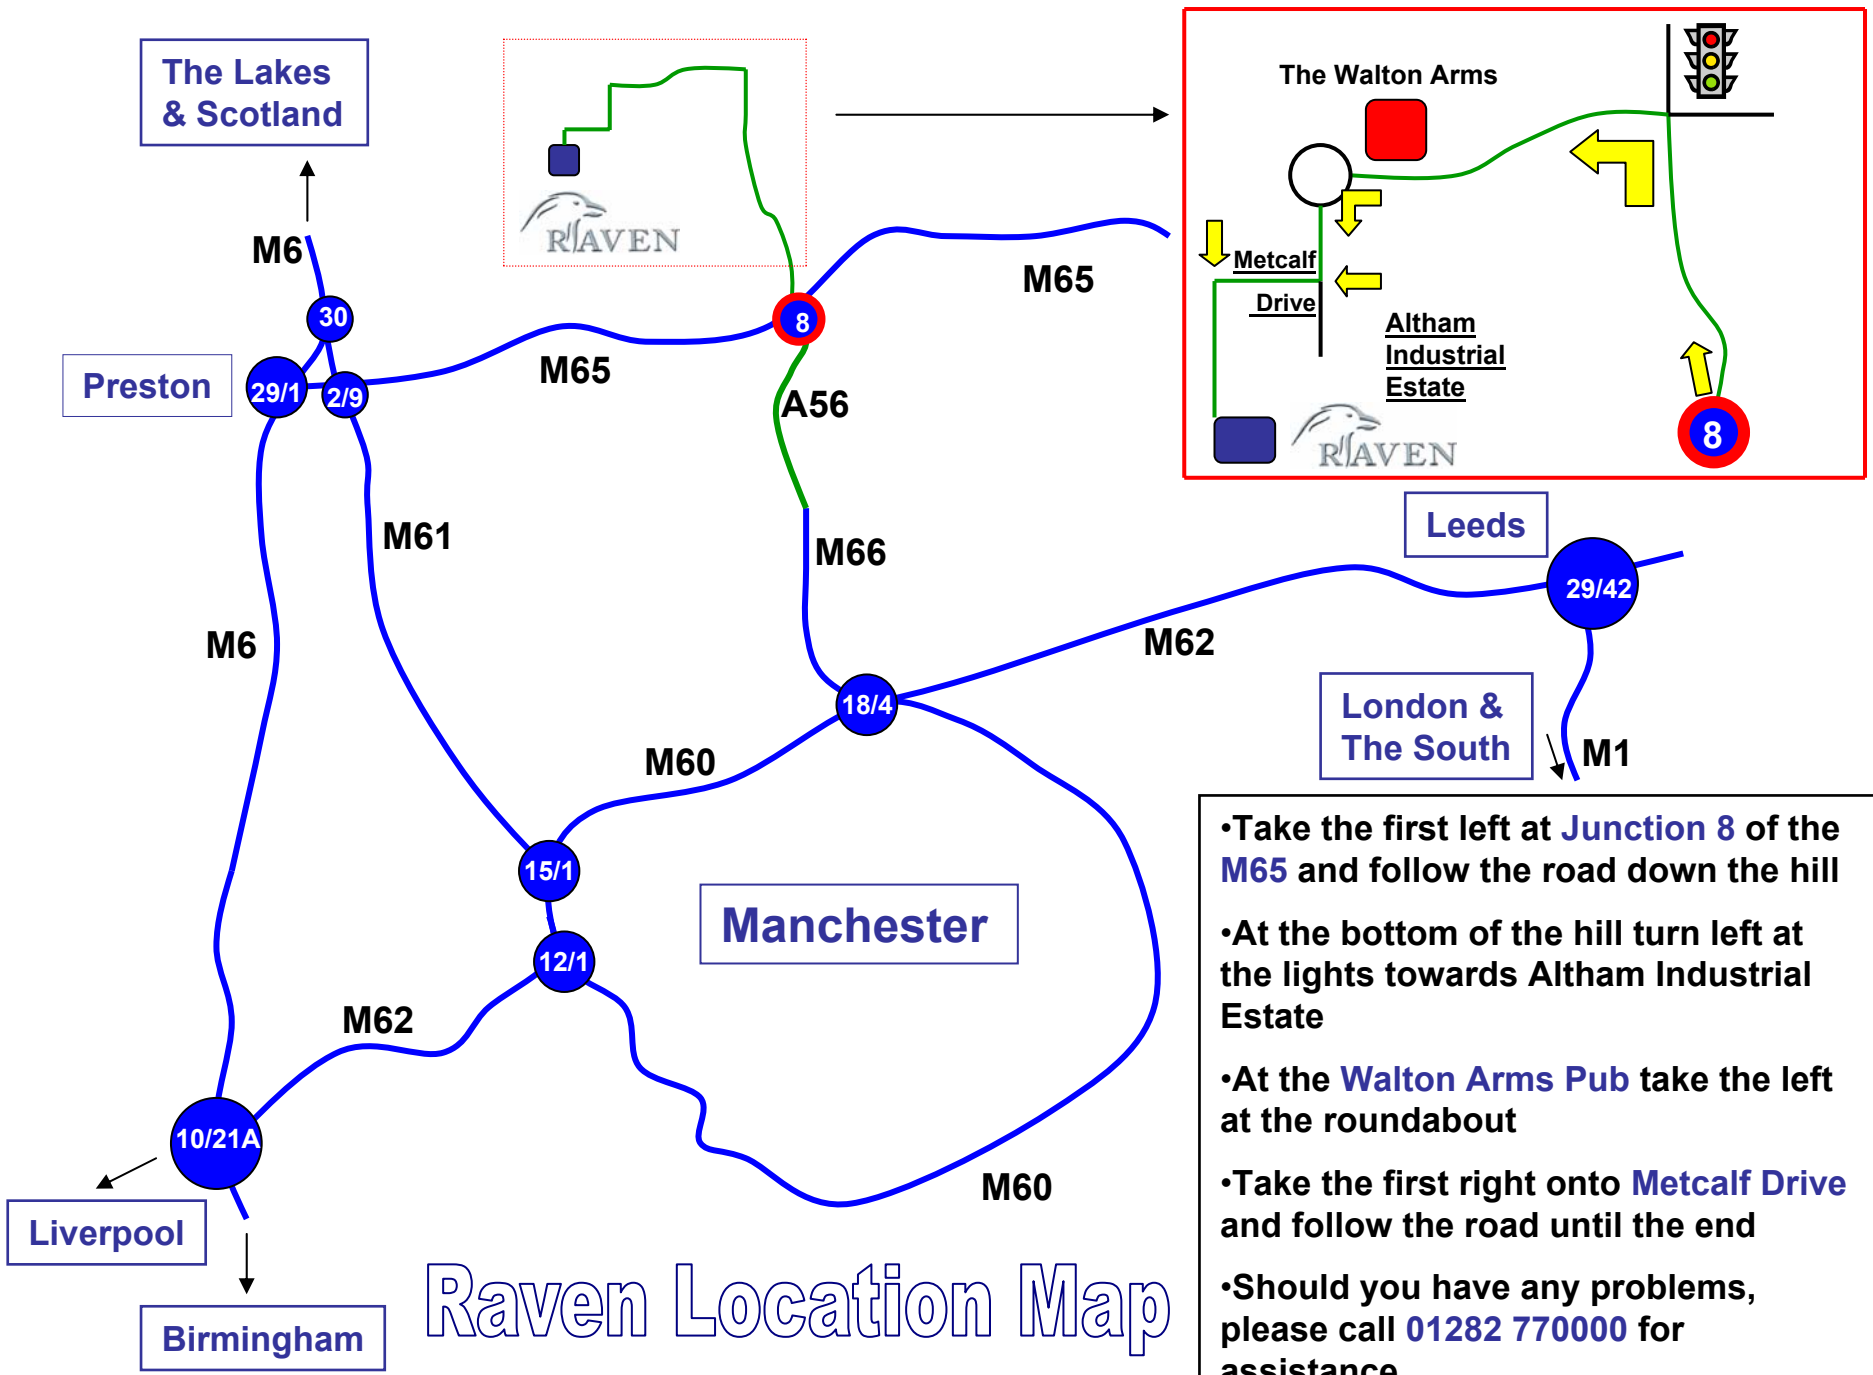 The Lakes
& Scotland
M6
30
Preston
29/1
2/9
M65
RAVEN
8
M65
A56
The Walton Arms
Metcalf
Drive
Altham
Industrial
Estate
RAVEN
8
M61
M66
Leeds
29/42
M6
M62
18/4
London &
The South
M1
M60
15/1
Manchester
12/1
M62
10/21A
M60
Liverpool
Birmingham
Raven Location Map
•Take the first left at Junction 8 of the
M65 and follow the road down the hill
•At the bottom of the hill turn left at
the lights towards Altham Industrial
Estate
•At the Walton Arms Pub take the left
at the roundabout
•Take the first right onto Metcalf Drive
and follow the road until the end
•Should you have any problems,
please call 01282 770000 for
assistance